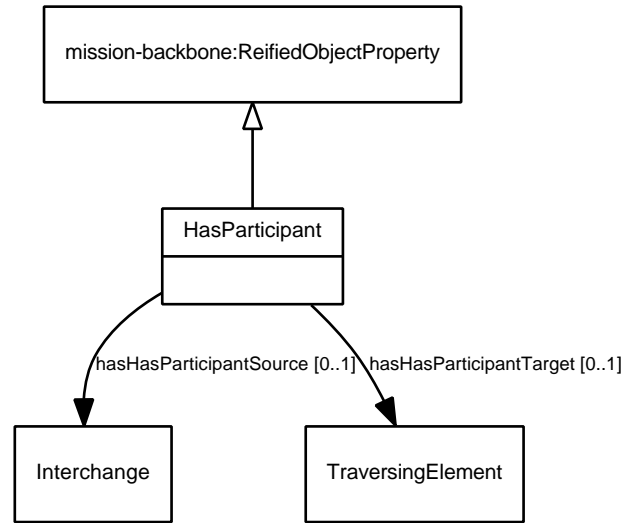 mission-backbone:ReifiedObjectProperty
HasParticipant
hasHasParticipantSource [0..1]
hasHasParticipantTarget [0..1]
Interchange
TraversingElement